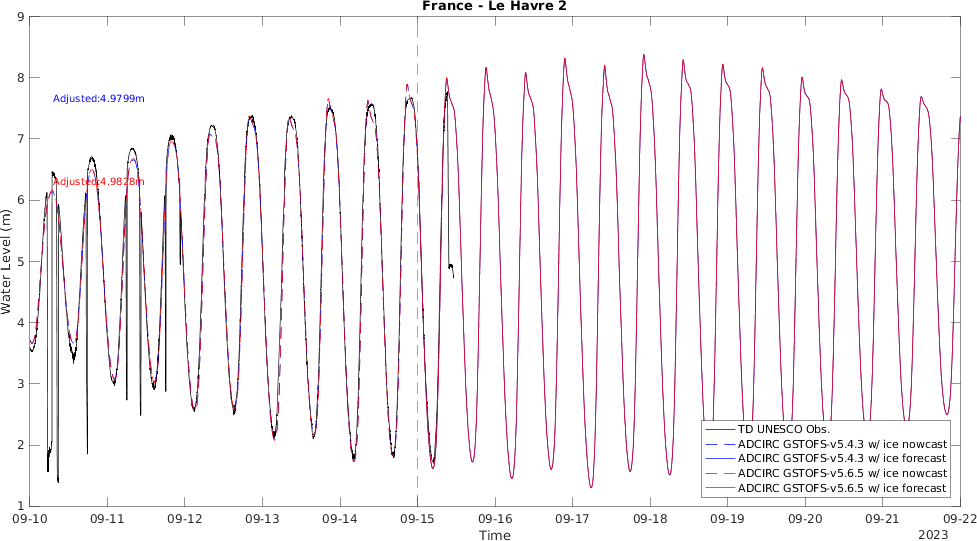 France - Le Havre 2
9
8
7
6
5
4
3
2
1
Water Level (m)
Adjusted:4.9799m
Adjusted:4.9828m
TD UNESCO Obs.
ADCIRC GSTOFS-v5.4.3 w/ ice nowcast
ADCIRC GSTOFS-v5.4.3 w/ ice forecast
ADCIRC GSTOFS-v5.6.5 w/ ice nowcast
ADCIRC GSTOFS-v5.6.5 w/ ice forecast
09-10 09-11 09-12 09-13 09-14 09-15 09-16 09-17 09-18 09-19 09-20 09-21 09-22
Time
2023